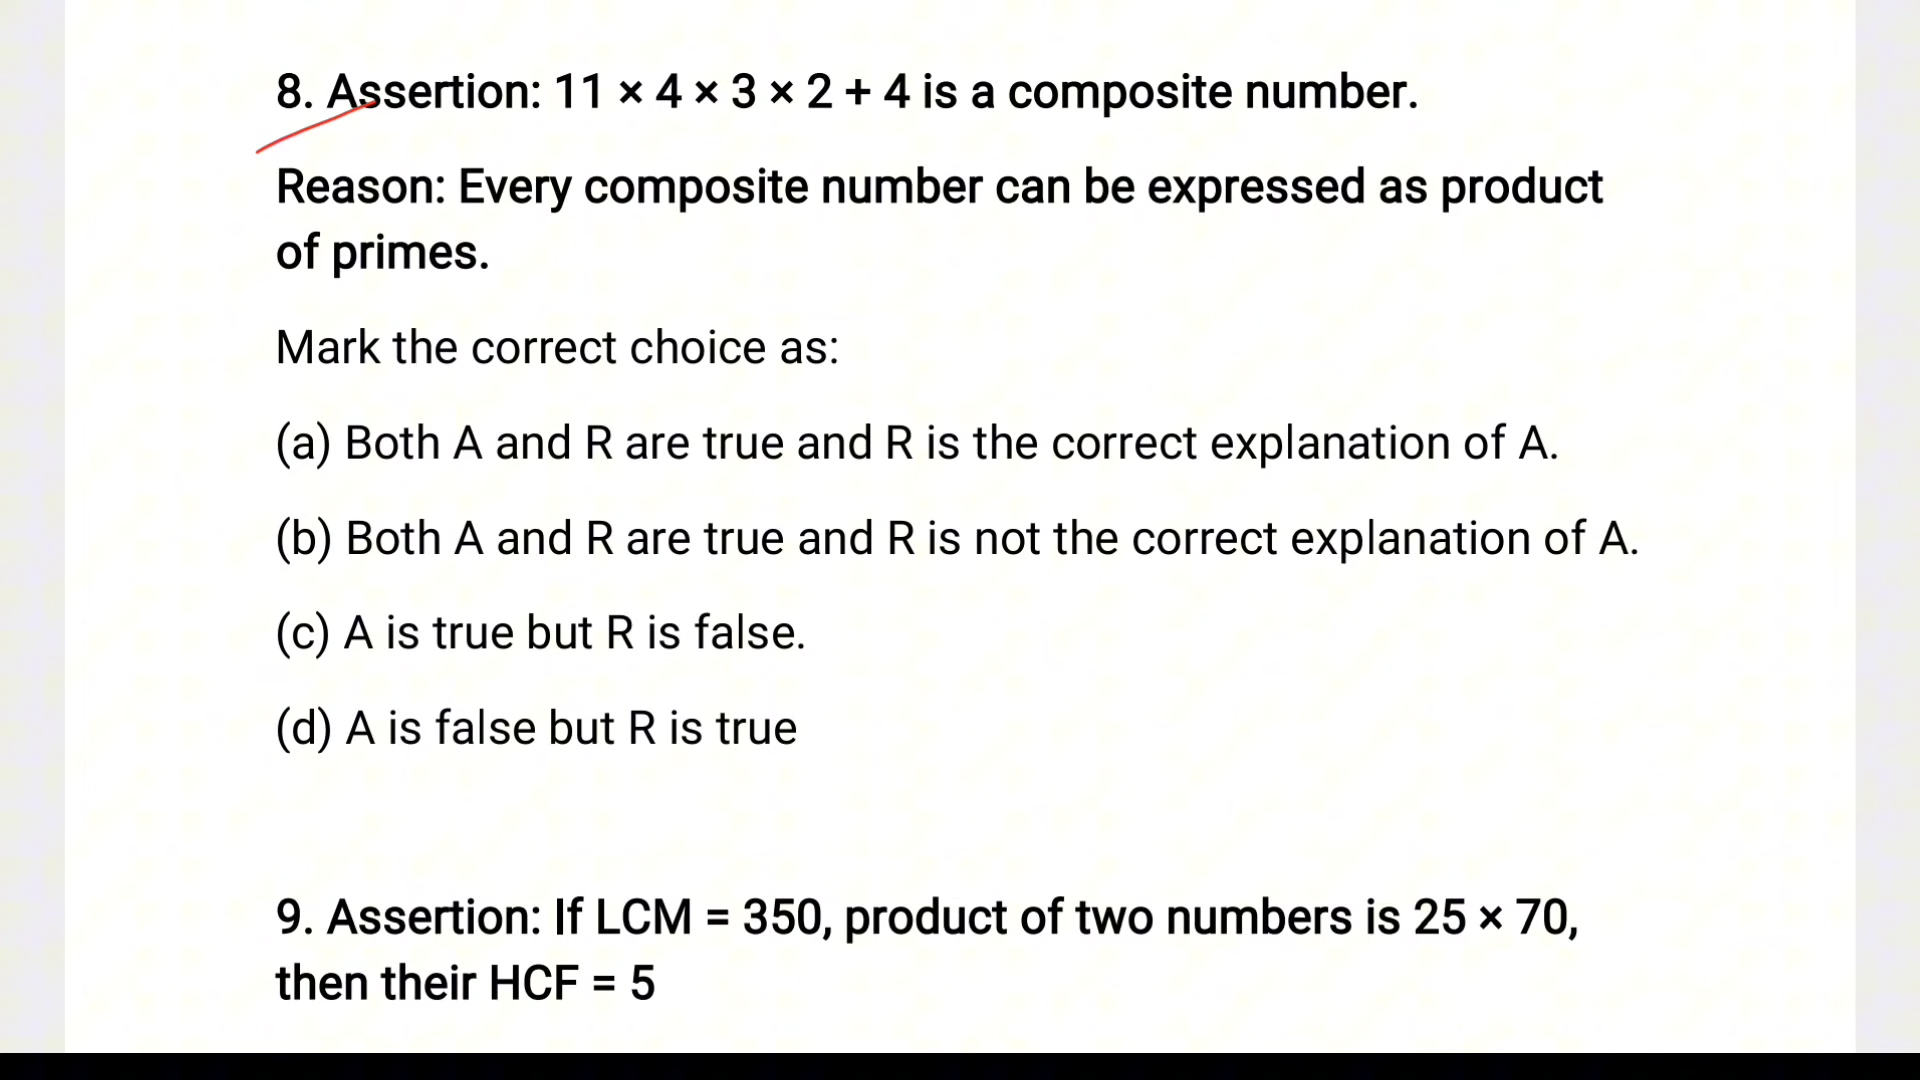 8. Assertion: 11 × 4 × 3 × 2 + 4 is a composite number.
Reason: Every composite number can be expressed as product
of primes.
Mark the correct choice as:
(a) Both A and R are true and R is the correct explanation of A.
(b) Both A and R are true and R is not the correct explanation of A.
(c) A is true but R is false.
(d) A is false but R is true
9. Assertion: If LCM = 350, product of two numbers is 25 × 70,
then their HCF = 5